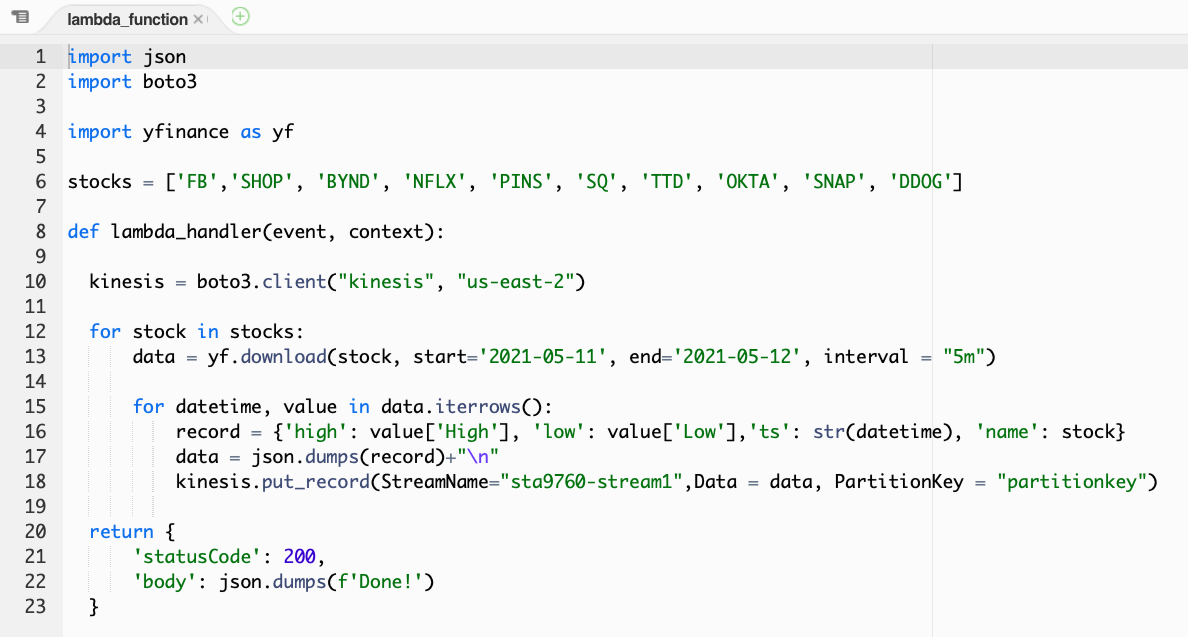 lambda_function ×
1 import json
2 import boto3
3
4 import yfinance as yf
5
6 stocks = ['FB','SHOP', 'BYND', 'NFLX', 'PINS', 'SQ', 'TTD', 'OKTA', 'SNAP', 'DDOG']
7
8 def lambda_handler(event, context):
9
10   kinesis = boto3.client("kinesis", "us-east-2")
11
12   for stock in stocks:
13       data = yf.download(stock, start='2021-05-11', end='2021-05-12', interval = "5m")
14
15       for datetime, value in data.iterrows():
16           record = {'high': value['High'], 'low': value['Low'],'ts': str(datetime), 'name': stock}
17           data = json.dumps(record)+"\n"
18           kinesis.put_record(StreamName="sta9760-stream1",Data = data, PartitionKey = "partitionkey")
19
20   return {
21       'statusCode': 200,
22       'body': json.dumps(f'Done!')
23   }